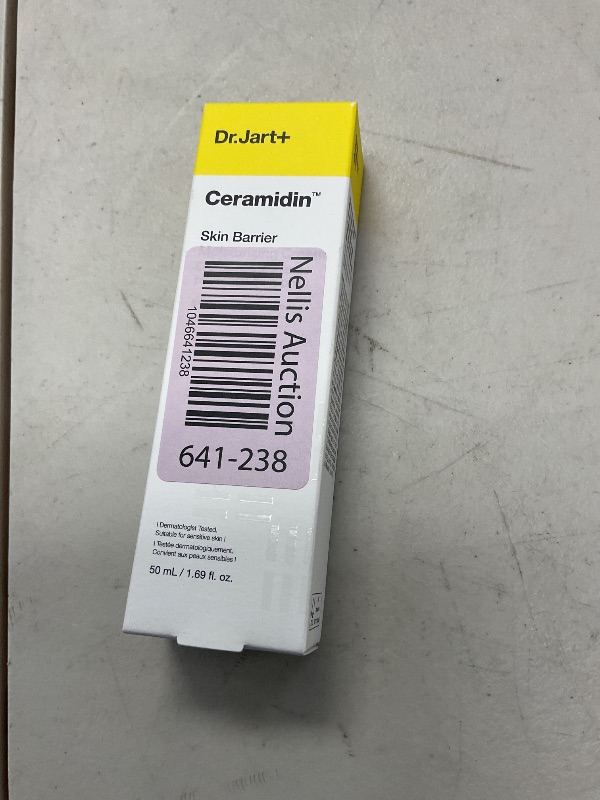 Dr.Jart+
Ceramidin™
Skin Barrier
Nellis Auction
1046641238
641-238
I Dermatologist Tested.
Suitable for sensitive skin I
I Testée dermatologiquement.
Convient aux peaux sensibles I
50 mL / 1.69 fl. oz.